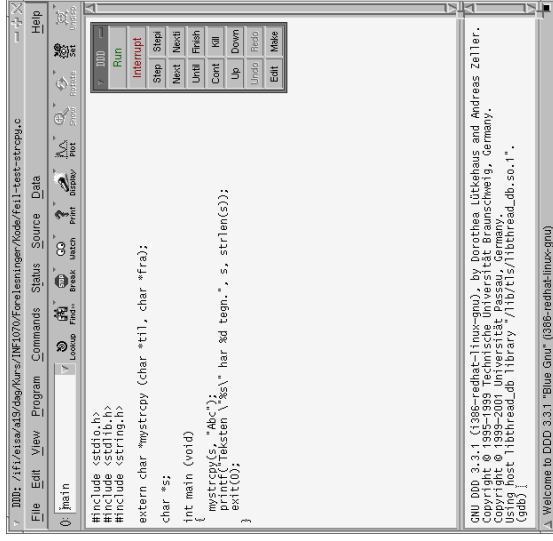 DDD: /ifi/eisa/a19/dag/Kurs/INF1070/Forelesninger/Kode/feil-test-strcpy.c
File Edit View Program Commands Status Source Data Help
(): main
Lookup Find» Break Watch Print Display Plot Show Rotate Set Undisp
#include <stdio.h>
#include <stdlib.h>
#include <string.h>
extern char *mystrcpy (char *til, char *fra);
char *s;
int main (void)
{
mystrcpy(s, "Abc");
printf("Teksten \"%s\" har %d tegn.", s, strlen(s));
exit(0);
}
DDD
Run
Interrupt
Step Stepi
Next Nexti
Until Finish
Cont Kill
Up Down
Undo Redo
Edit Make
GNU DDD 3.3.1 (i386-redhat-linux-gnu), by Dorothea Lütkehaus and Andreas Zeller.
Copyright © 1995-1999 Technische Universität Braunschweig, Germany.
Copyright © 1999-2001 Universität Passau, Germany.
Using host libthread_db library "/lib/tls/libthread_db.so.1".
(gdb)
Welcome to DDD 3.3.1 "Blue Gnu" (i386-redhat-linux-gnu)